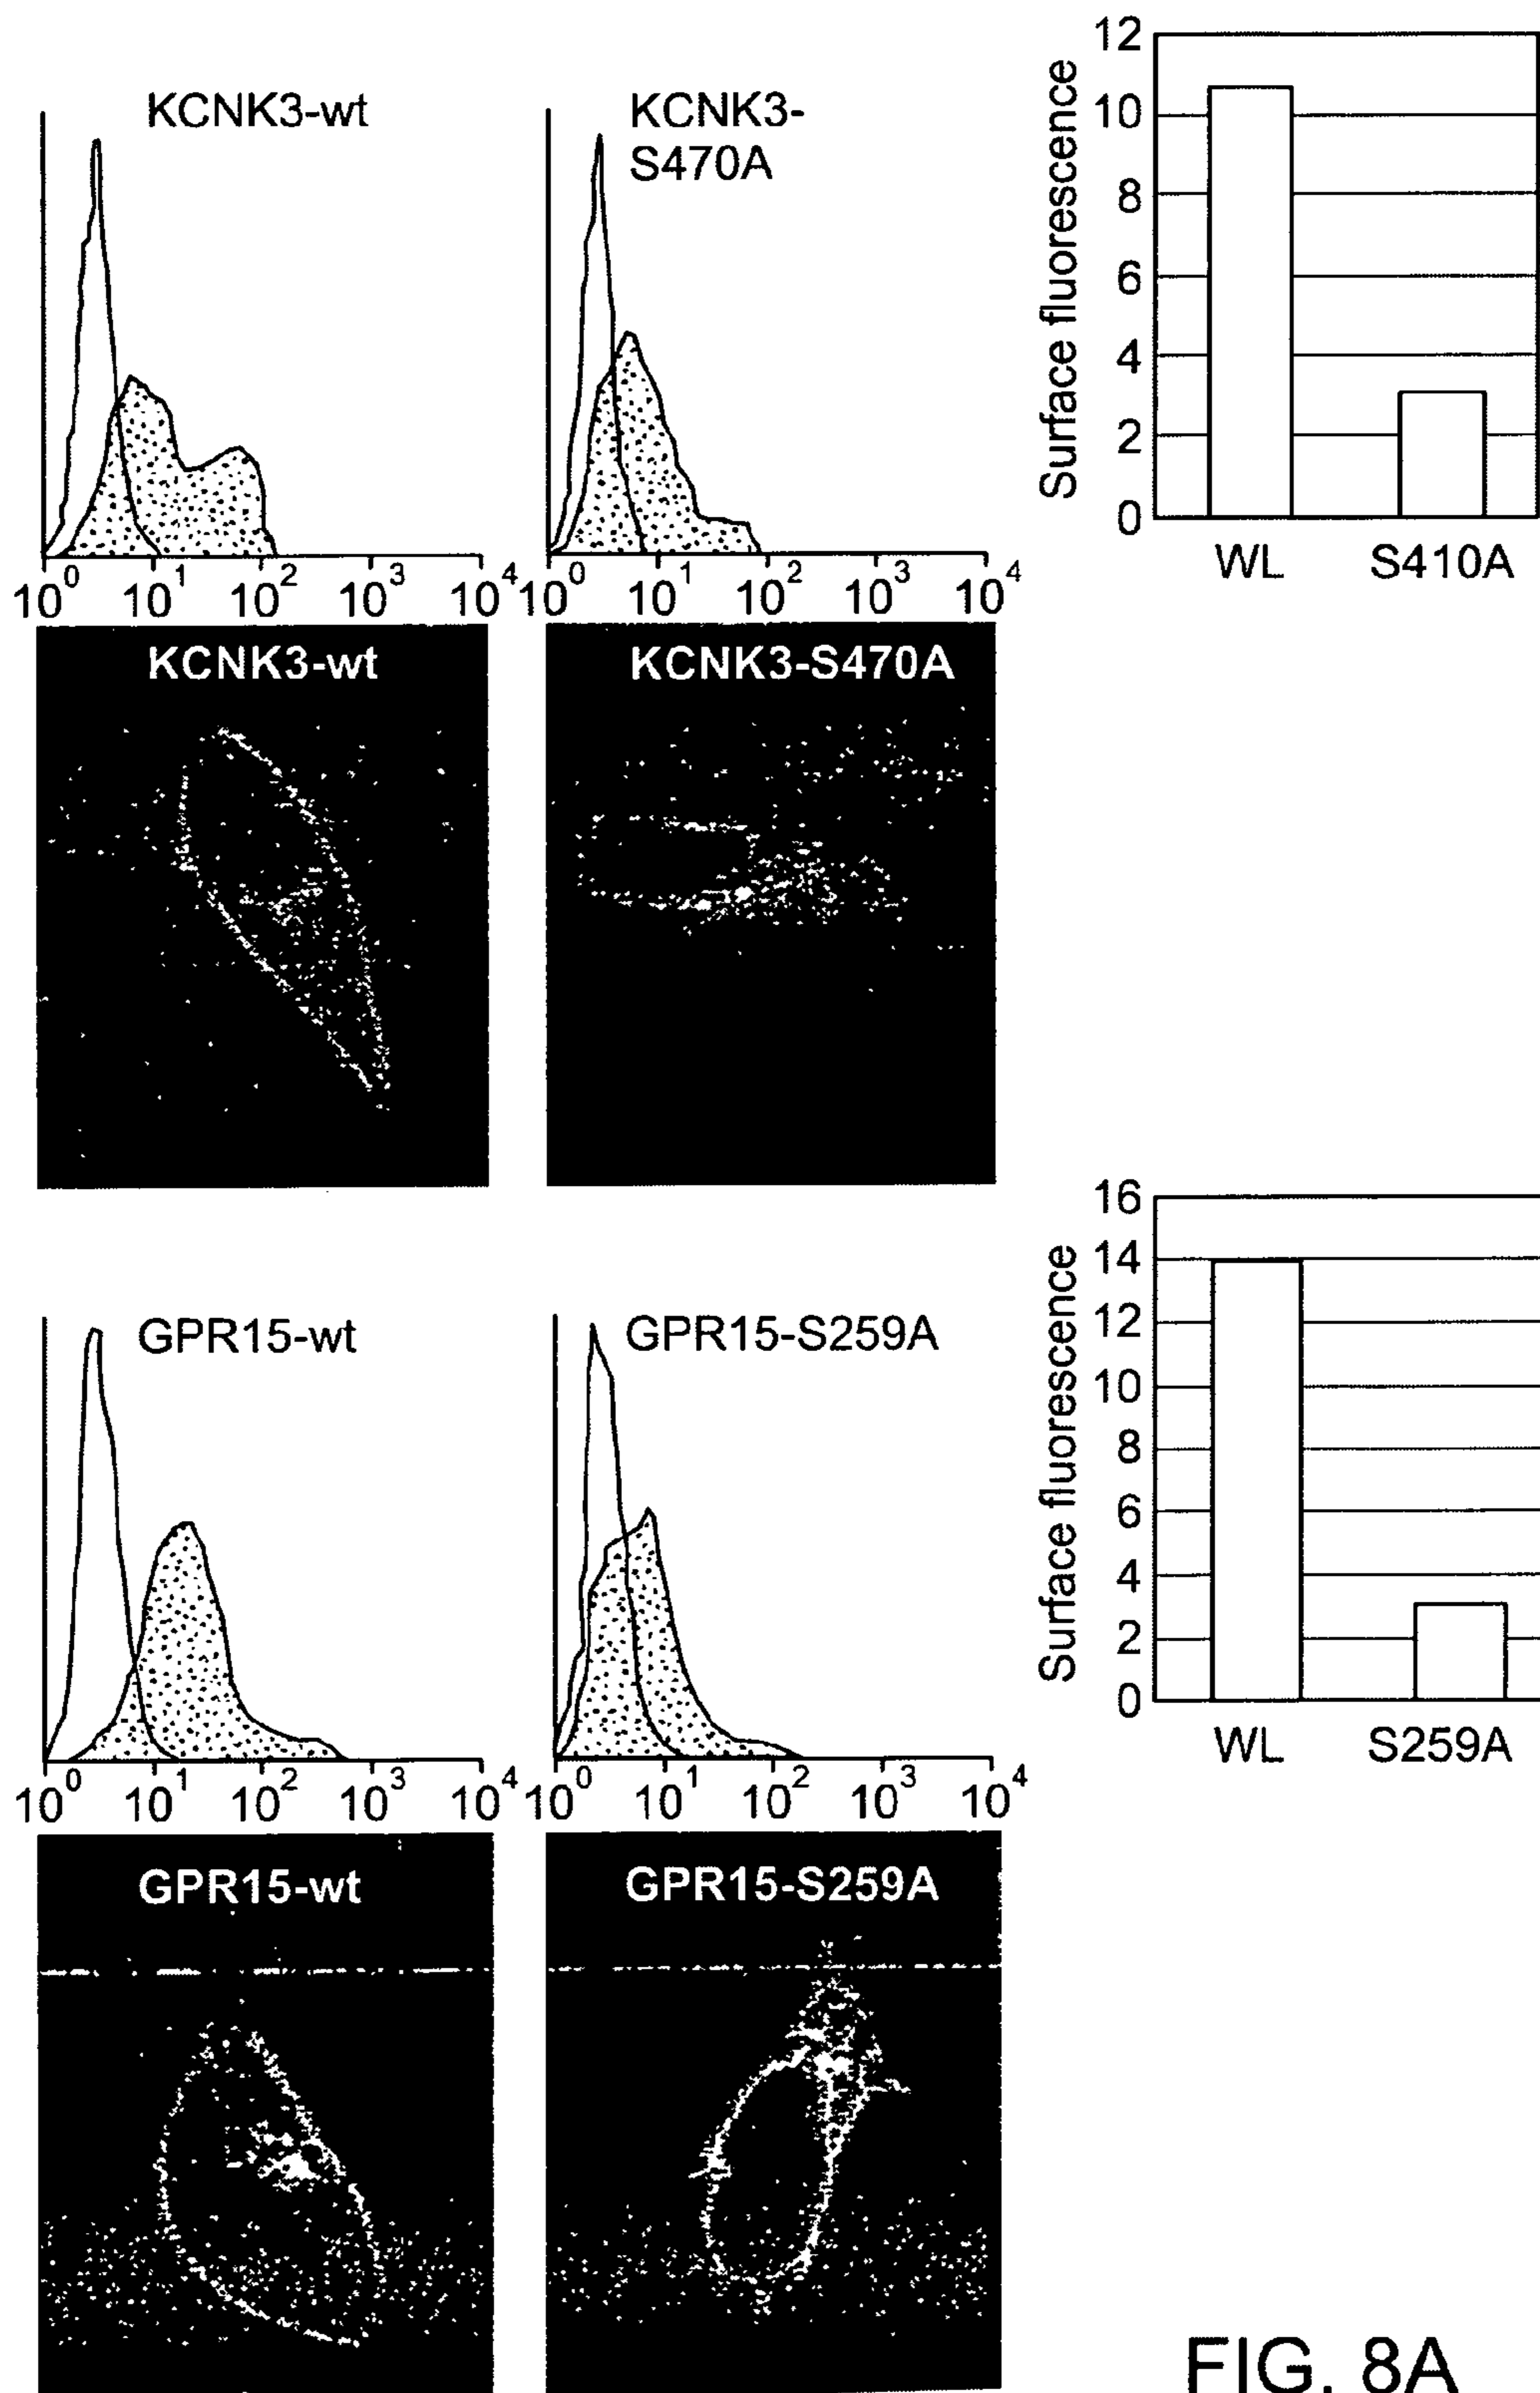 KCNK3-wt
KCNK3-
S470A
10⁰ 10¹ 10² 10³ 10⁴
10⁰ 10¹ 10² 10³ 10⁴
Surface fluorescence
12
10
8
6
4
2
0
WL S410A
KCNK3-wt
KCNK3-S470A
GPR15-wt
GPR15-S259A
10⁰ 10¹ 10² 10³ 10⁴
10⁰ 10¹ 10² 10³ 10⁴
Surface fluorescence
16
14
12
10
8
6
4
2
0
WL S259A
GPR15-wt
GPR15-S259A
FIG. 8A